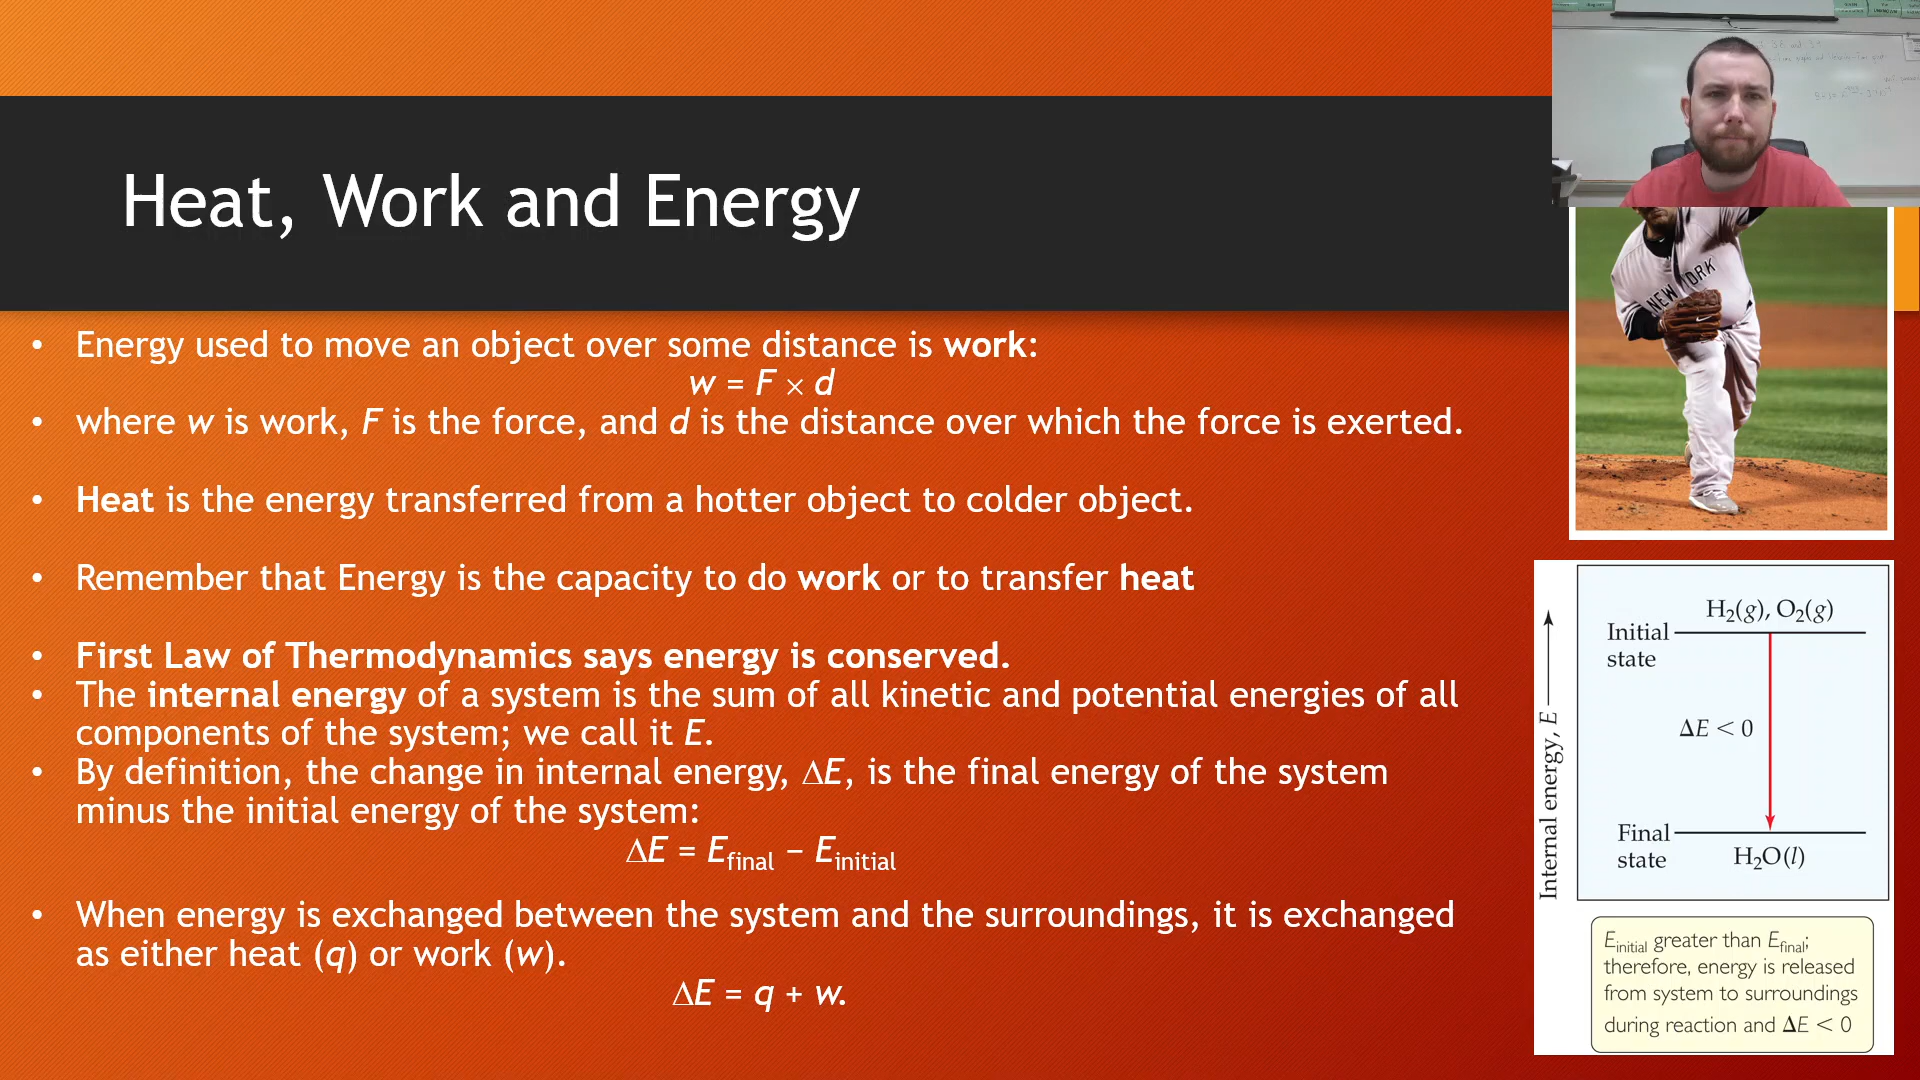 Heat, Work and Energy
• Energy used to move an object over some distance is work:
w = F × d
• where w is work, F is the force, and d is the distance over which the force is exerted.
• Heat is the energy transferred from a hotter object to colder object.
• Remember that Energy is the capacity to do work or to transfer heat
• First Law of Thermodynamics says energy is conserved.
• The internal energy of a system is the sum of all kinetic and potential energies of all
components of the system; we call it E.
• By definition, the change in internal energy, ΔE, is the final energy of the system
minus the initial energy of the system:
ΔE = Efinal − Einitial
• When energy is exchanged between the system and the surroundings, it is exchanged
as either heat (q) or work (w).
ΔE = q + w.
NEW YORK
Internal energy, E
H₂(g), O₂(g)
Initial
state
ΔE < 0
Final
state
H₂O(l)
Einitial greater than Efinal;
therefore, energy is released
from system to surroundings
during reaction and ΔE < 0